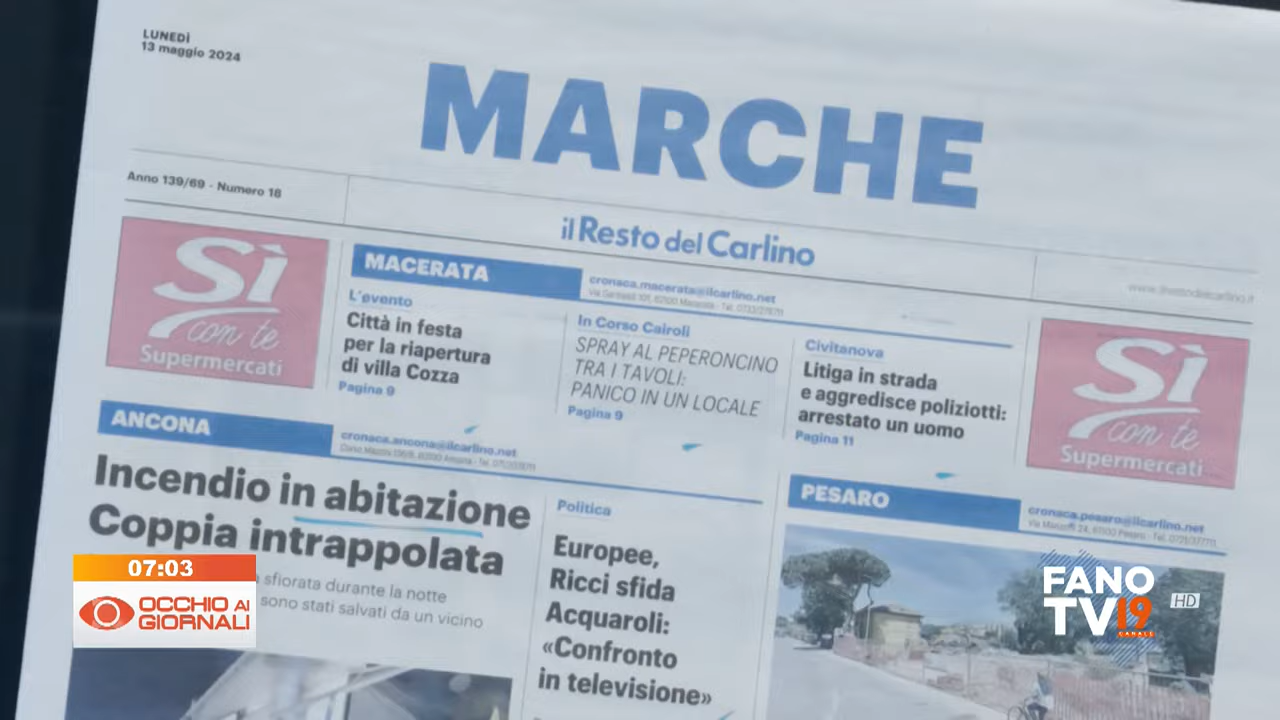 LUNEDÌ
13 maggio 2024
MARCHE
Anno 139/69 - Numero 18
il Resto del Carlino
www.ilrestodelcarlino.it
Sì
con te
Supermercati
MACERATA
cronaca.macerata@ilcarlino.net
L'evento
Città in festa
per la riapertura
di villa Cozza
Pagina 9
In Corso Cairoli
SPRAY AL PEPERONCINO
TRA I TAVOLI:
PANICO IN UN LOCALE
Pagina 9
Civitanova
Litiga in strada
e aggredisce poliziotti:
arrestato un uomo
Pagina 11
Sì
con te
Supermercati
ANCONA
cronaca.ancona@ilcarlino.net
Incendio in abitazione
Coppia intrappolata
sfiorata durante la notte
sono stati salvati da un vicino
Politica
Europee,
Ricci sfida
Acquaroli:
«Confronto
in televisione»
PESARO
cronaca.pesaro@ilcarlino.net
07:03
OCCHIO AI
GIORNALI
FANO
TV19
CANALE
HD